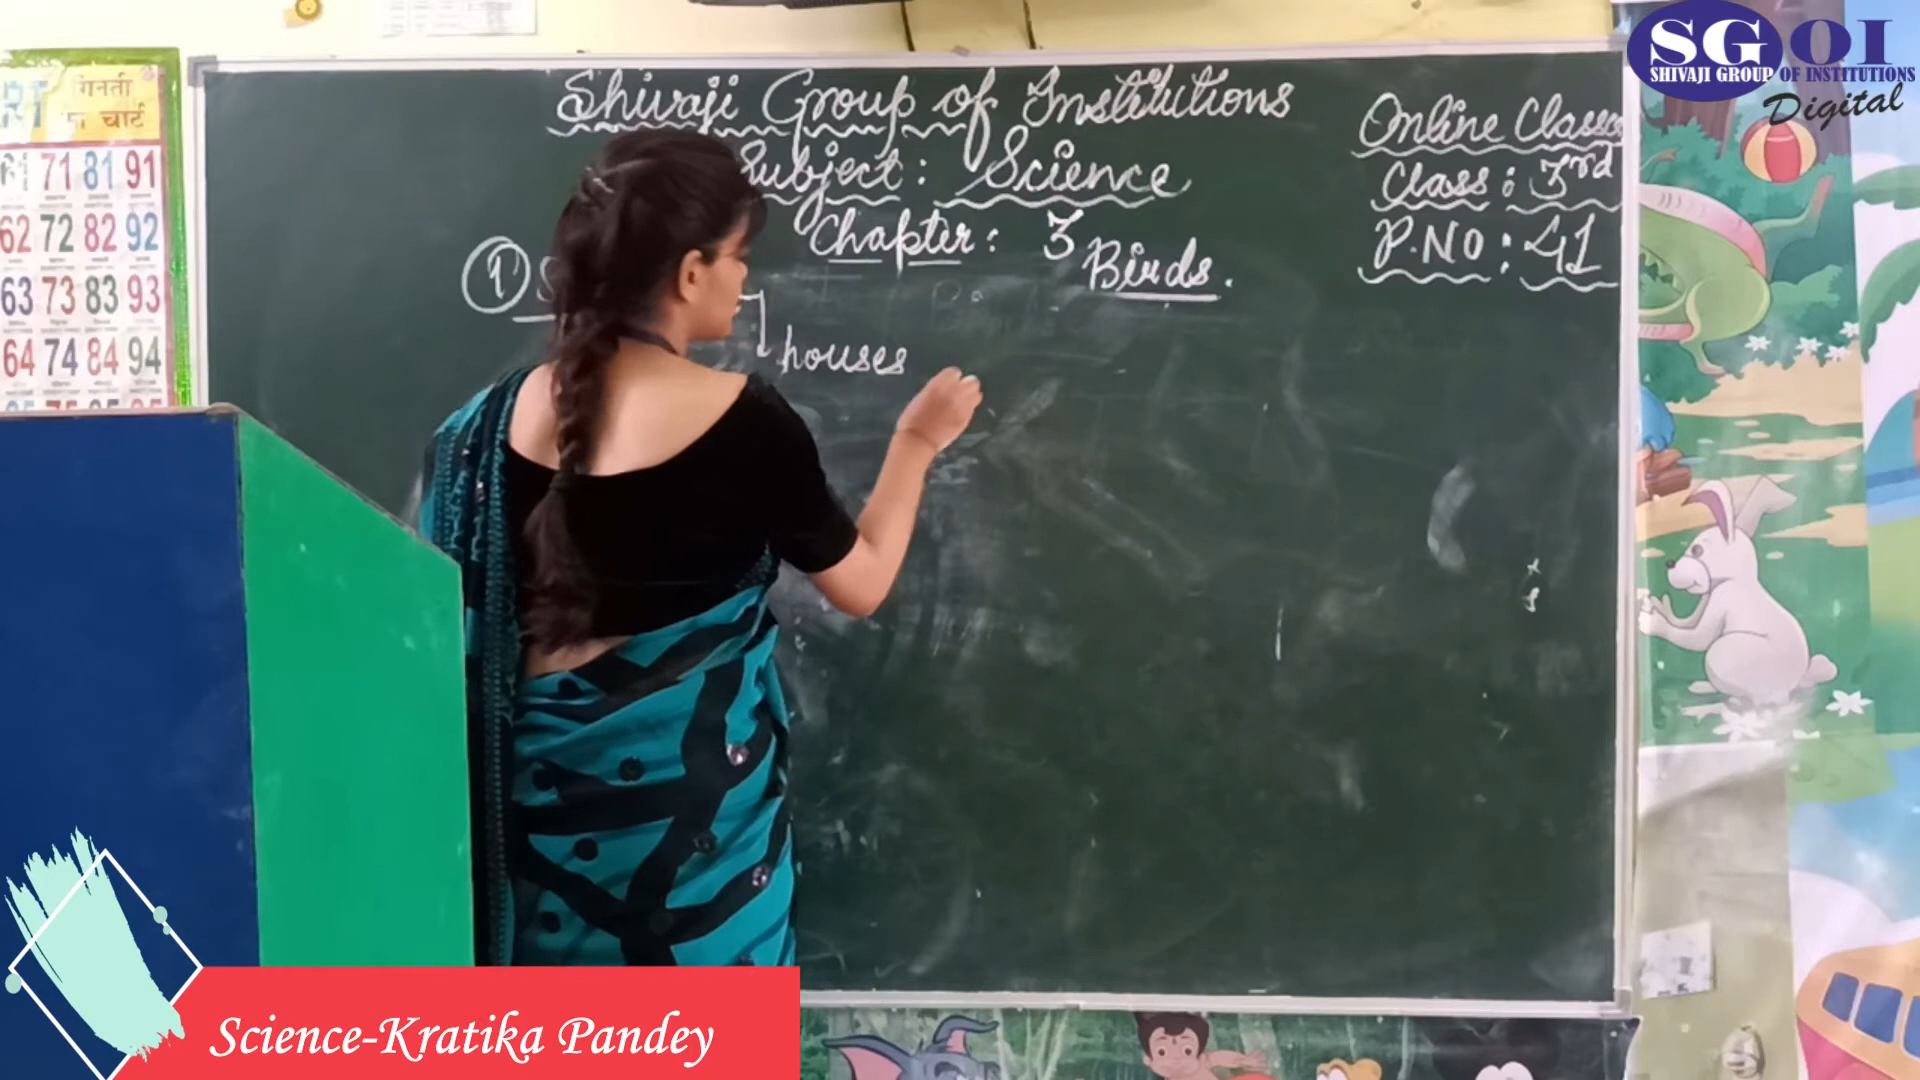 SGOI
SHIVAJI GROUP OF INSTITUTIONS
Digital
Shivaji Group of Institutions
Subject: Science
Chapter: 3
Birds.
Online Classes
Class: 3rd
P.NO: 41
1
houses
गिनती
चार्ट
61 71 81 91
62 72 82 92
63 73 83 93
64 74 84 94
Science-Kratika Pandey